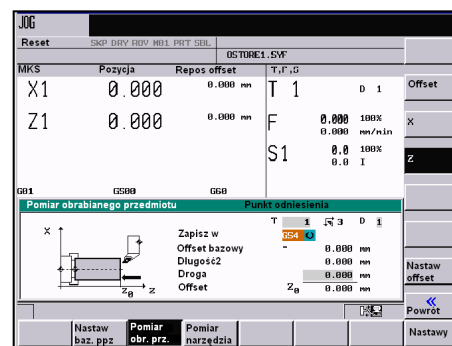 JOG
Reset SKP DRY ROV M01 PRT SBL
OSTORE1.SYF
MKS Pozycja Repos offset T,F,S
X1 0.000 0.000 mm T 1 D 1
Offset
Z1 0.000 0.000 mm F 0.000 100%
0.000 mm/min
X
S1 0.0 100%
0.0 I
Z
G01 G500 G60
Pomiar obrabianego przedmiotu Punkt odniesienia
T 1 3 D 1
X Zapisz w G54
Offset bazowy - 0.000 mm
Długość2 0.000 mm
Droga 0.000 mm
Z0 Z Offset Z0 0.000 mm
Nastaw offset
« Powrót
Nastaw baz. ppz Pomiar obr. prz. Pomiar narzędzia Nastawy